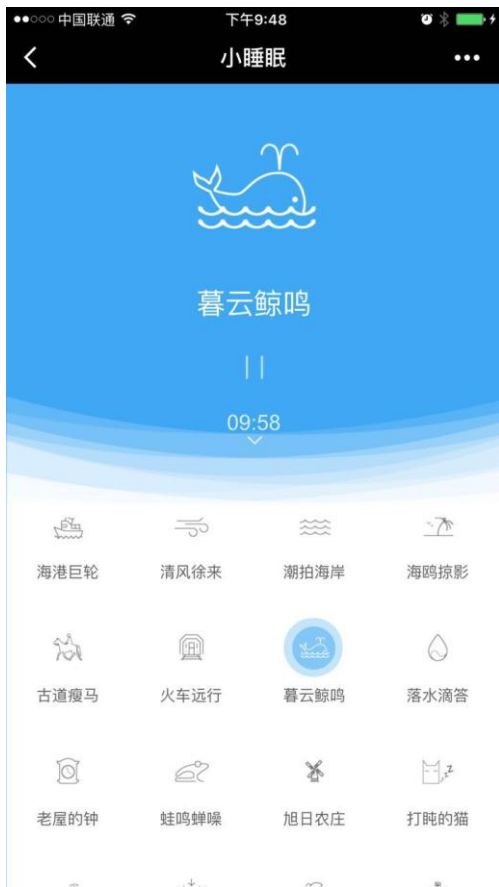 中国联通 下午9:48
小睡眠
暮云鲸鸣
09:58
海港巨轮 清风徐来 潮拍海岸 海鸥掠影
古道瘦马 火车远行 暮云鲸鸣 落水滴答
老屋的钟 蛙鸣蝉噪 旭日农庄 打盹的猫